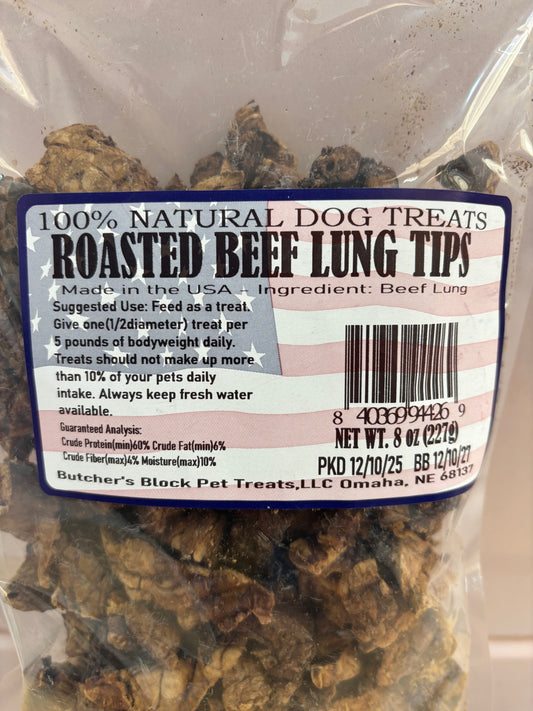 100% NATURAL DOG TREATS
ROASTED BEEF LUNG TIPS
Made in the USA - Ingredient: Beef Lung
Suggested Use: Feed as a treat.
Give one(1/2diameter) treat per
5 pounds of bodyweight daily.
Treats should not make up more
than 10% of your pets daily
intake. Always keep fresh water
available.
Guaranteed Analysis:
Crude Protein(min)60% Crude Fat(min)6%
Crude Fiber(max)4% Moisture(max)10%
8 40369 94426 9
NET WT. 8 oz (227g)
PKD 12/10/25 BB 12/10/27
Butcher's Block Pet Treats,LLC Omaha, NE 68137